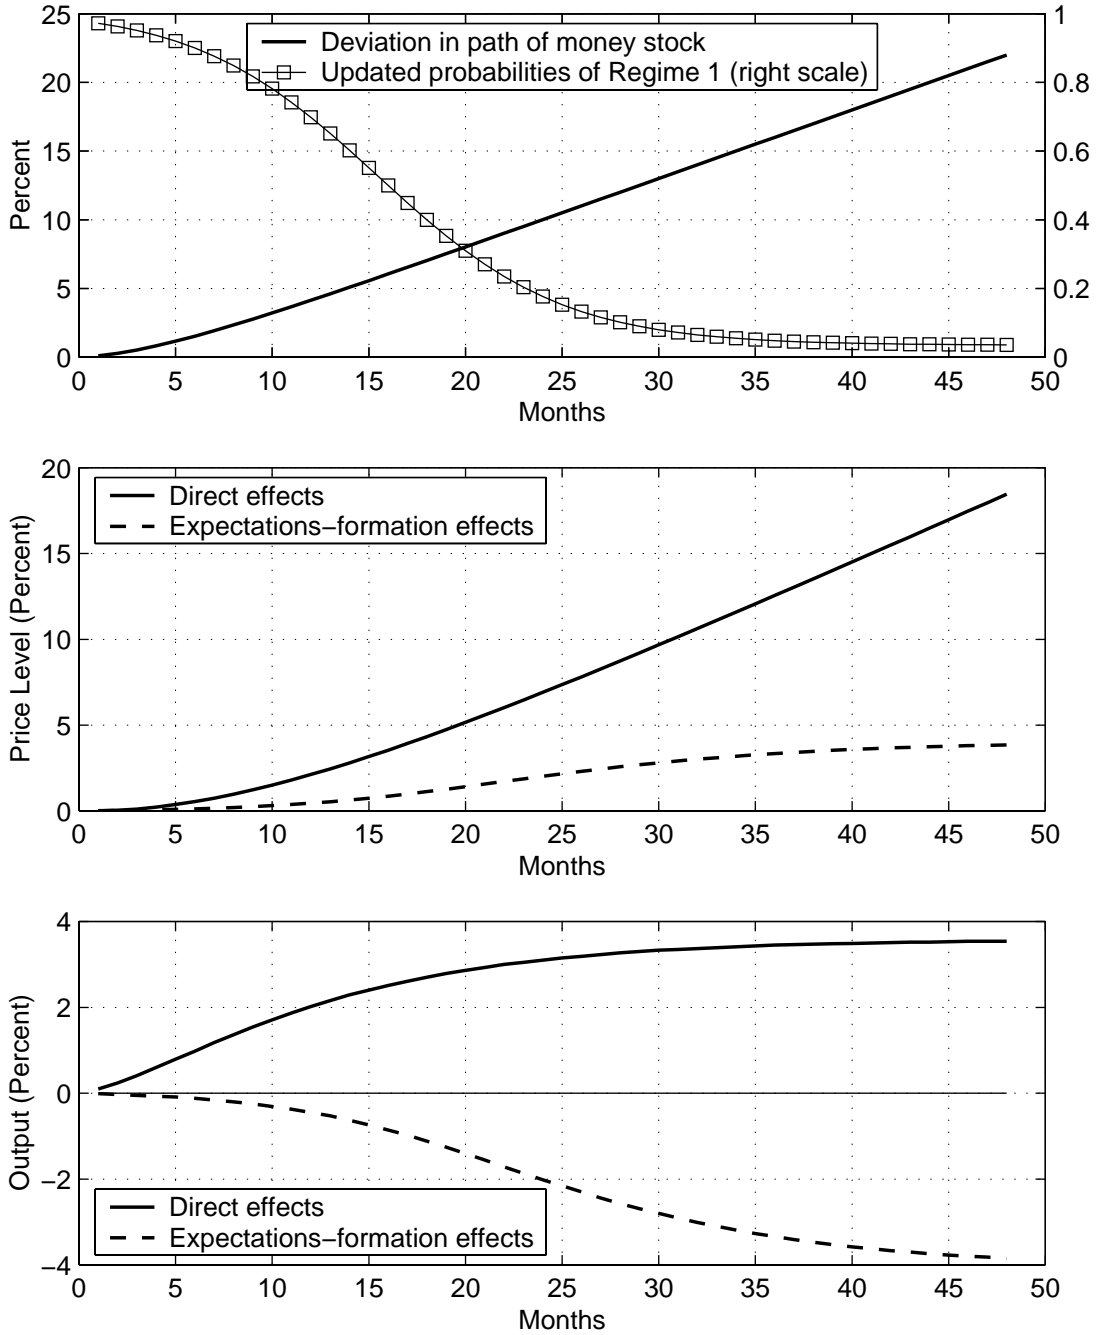 25
20
15
10
5
0
Percent
1
0.8
0.6
0.4
0.2
0
Deviation in path of money stock
Updated probabilities of Regime 1 (right scale)
0 5 10 15 20 25 30 35 40 45 50
Months
20
15
10
5
0
Price Level (Percent)
Direct effects
Expectations−formation effects
0 5 10 15 20 25 30 35 40 45 50
Months
4
2
0
−2
−4
Output (Percent)
Direct effects
Expectations−formation effects
0 5 10 15 20 25 30 35 40 45 50
Months